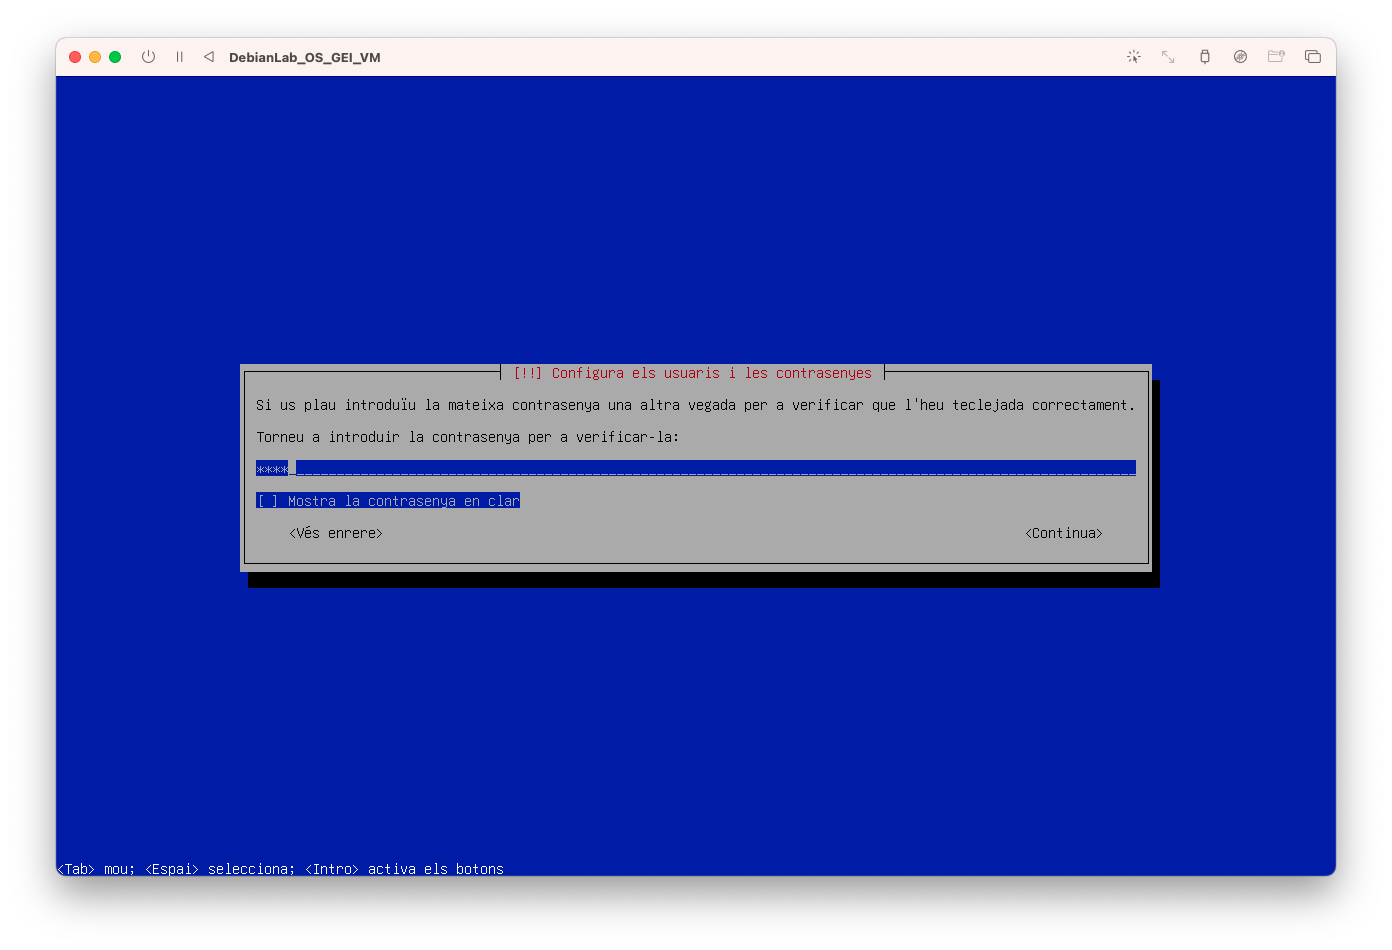 DebianLab_OS_GEI_VM
[!!] Configura els usuaris i les contrasenyes
Si us plau introduïu la mateixa contrasenya una altra vegada per a verificar que l'heu teclejada correctament.
Torneu a introduir la contrasenya per a verificar-la:
****
[ ] Mostra la contrasenya en clar
<Vés enrere> <Continua>
<Tab> mou; <Espai> selecciona; <Intro> activa els botons